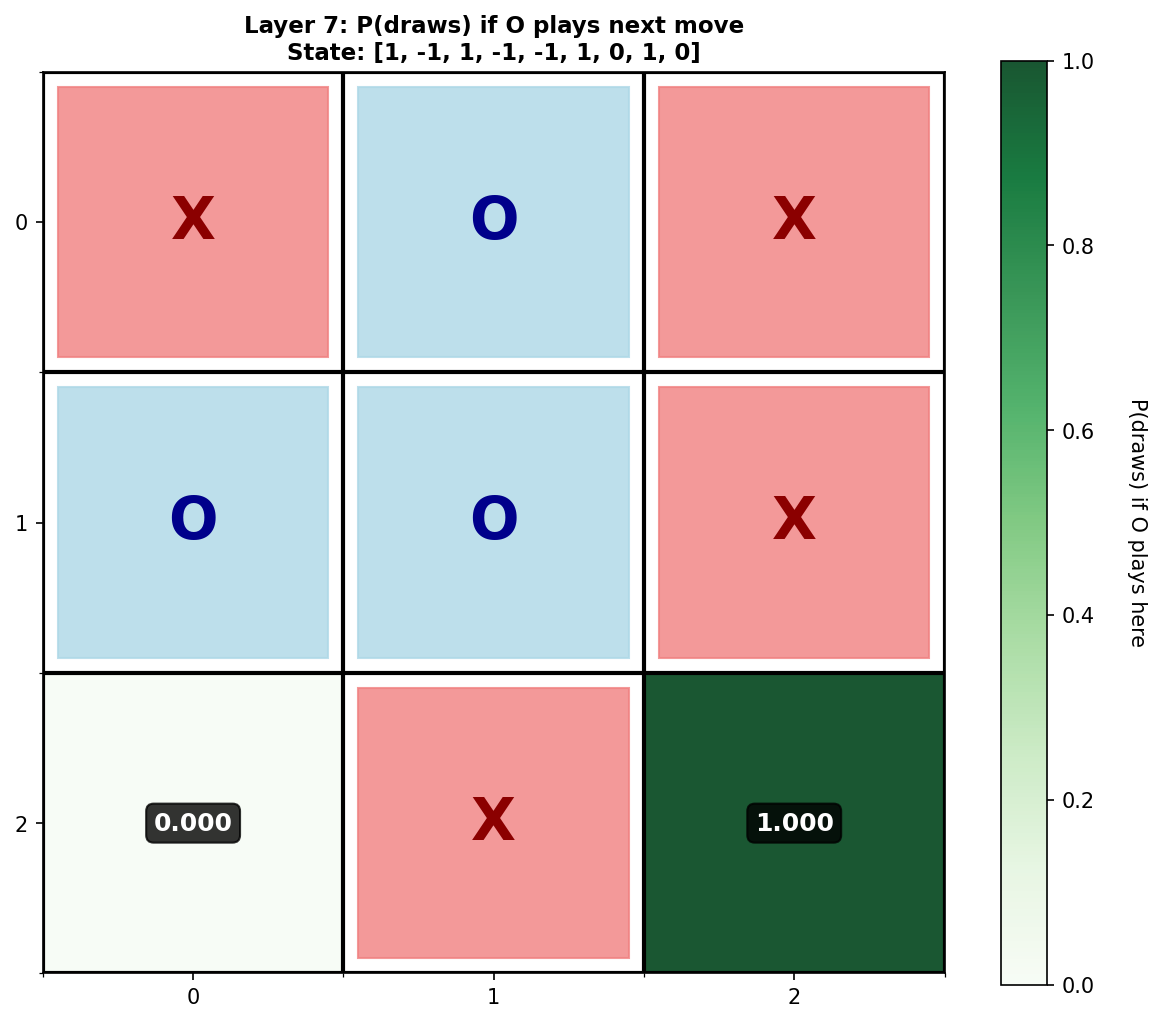 Layer 7: P(draws) if O plays next move
State: [1, -1, 1, -1, -1, 1, 0, 1, 0]
X O X
0
O O X
1
0.000 X 1.000
2
0 1 2
1.0
0.8
0.6
0.4
0.2
0.0
P(draws) if O plays here